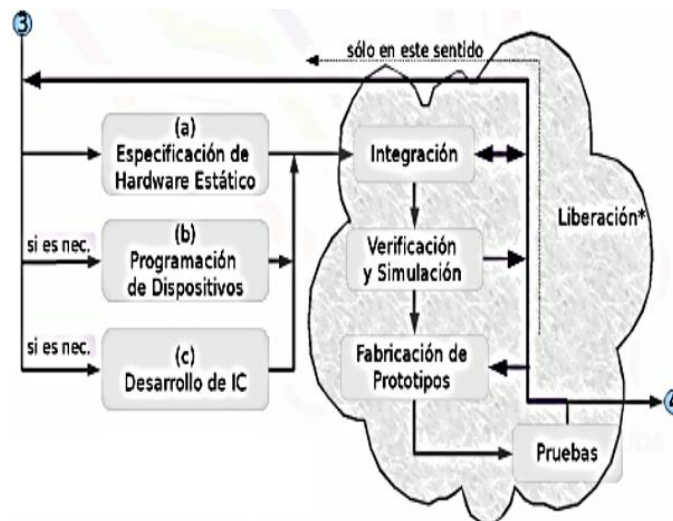 3
sólo en este sentido
(a)
Especificación de
Hardware Estático
Integración
Liberación*
si es nec.
(b)
Programación
de Dispositivos
Verificación
y Simulación
si es nec.
(c)
Desarrollo de IC
Fabricación de
Prototipos
4
Pruebas